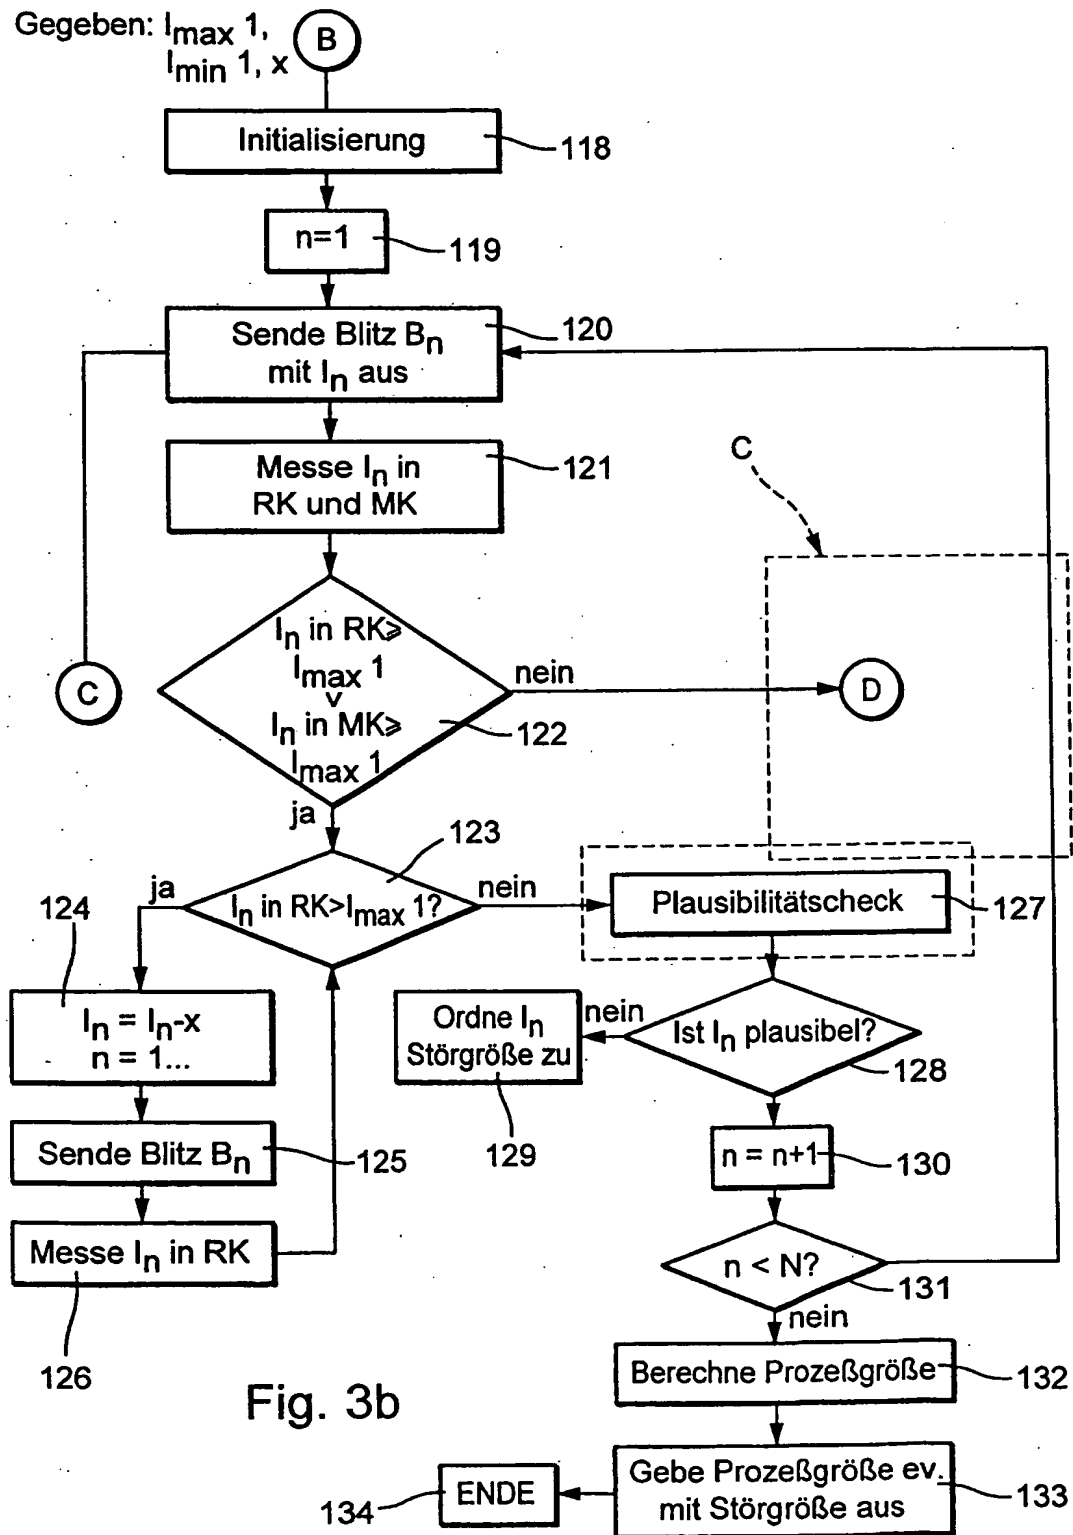 Gegeben: Imax 1,
Imin 1, x
B
Initialisierung
118
n=1
119
Sende Blitz Bn
mit In aus
120
Messe In in
RK und MK
121
C
In in RK⩾
Imax 1
v
In in MK⩾
Imax 1
122
nein
D
C
ja
123
In in RK>Imax 1?
ja
nein
Plausibilitätscheck
127
124
In = In-x
n = 1...
Ordne In
Störgröße zu
nein
Ist In plausibel?
128
129
Sende Blitz Bn
125
n = n+1
130
Messe In in RK
126
n < N?
131
nein
Berechne Prozeßgröße
132
Fig. 3b
Gebe Prozeßgröße ev.
mit Störgröße aus
133
ENDE
134